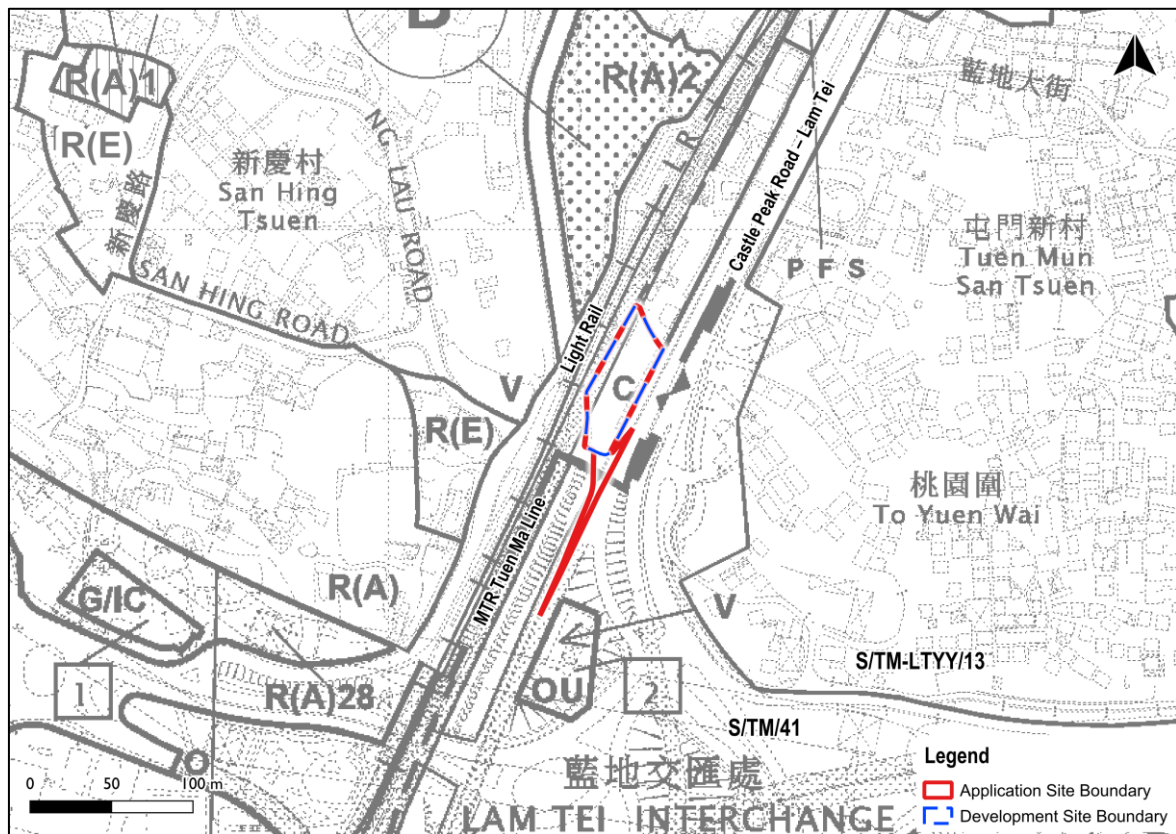 B
R(A)1
R(E)
R(A)2
新慶村
San Hing
Tsuen
新慶路
NG LAU ROAD
SAN HING ROAD
L R
Castle Peak Road – Lam Tei
藍地大街
屯門新村
Tuen Mun
San Tsuen
P F S
Light Rail
V
C
R(E)
桃園圍
To Yuen Wai
MTR Tuen Ma Line
G/IC
R(A)
V
1
R(A)28
OU
2
S/TM-LTYY/13
S/TM/41
O
藍地交匯處
LAM TEI INTERCHANGE
0 50 100 m
Legend
Application Site Boundary
Development Site Boundary